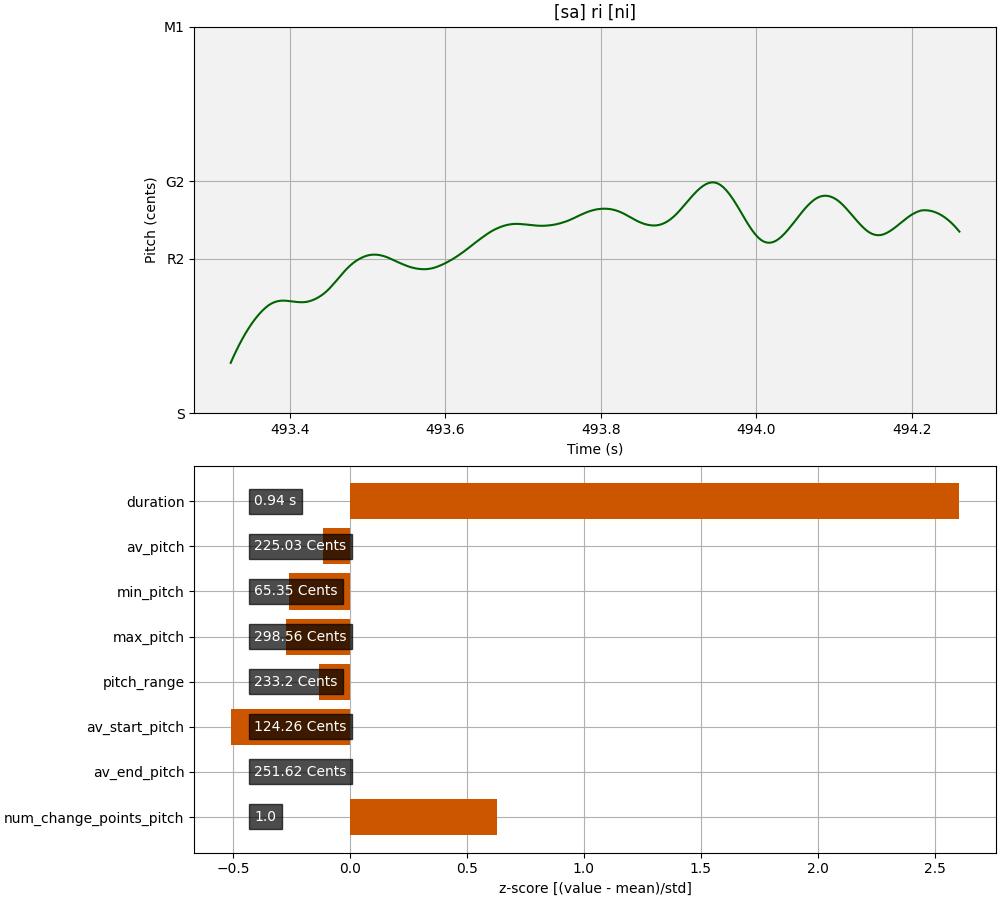 [sa] ri [ni]
M1
G2
R2
S
Pitch (cents)
493.4 493.6 493.8 494.0 494.2
Time (s)
duration 0.94 s
av_pitch 225.03 Cents
min_pitch 65.35 Cents
max_pitch 298.56 Cents
pitch_range 233.2 Cents
av_start_pitch 124.26 Cents
av_end_pitch 251.62 Cents
num_change_points_pitch 1.0
−0.5 0.0 0.5 1.0 1.5 2.0 2.5
z-score [(value - mean)/std]